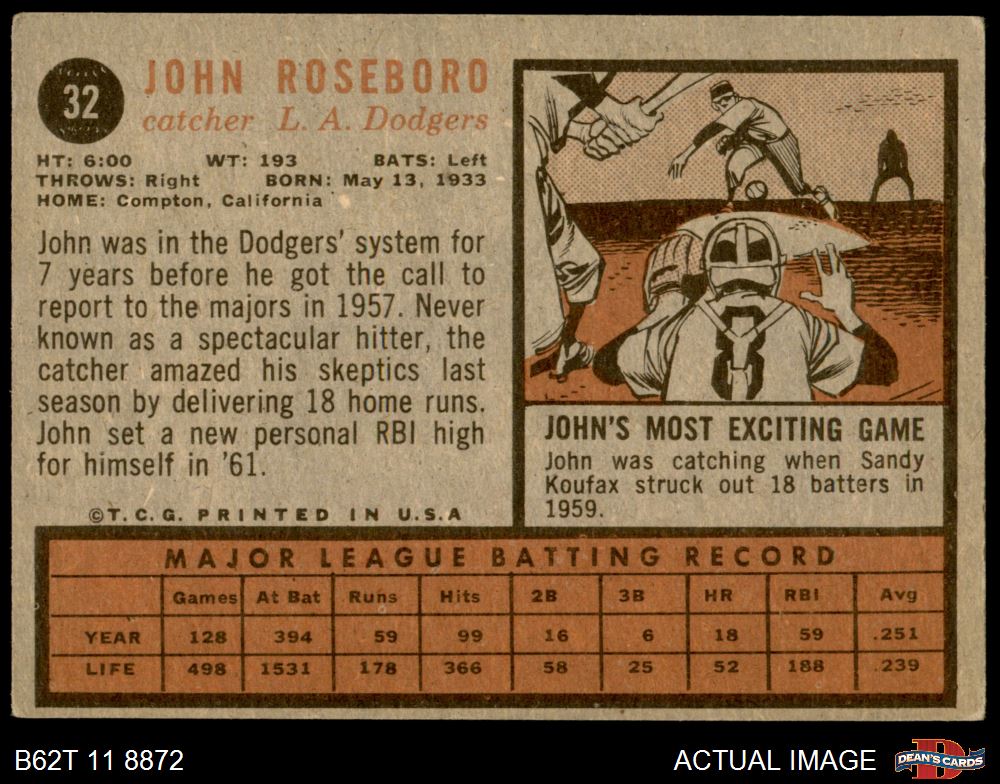 32
JOHN ROSEBORO
catcher L. A. Dodgers
HT: 6:00 WT: 193 BATS: Left
THROWS: Right BORN: May 13, 1933
HOME: Compton, California
John was in the Dodgers' system for
7 years before he got the call to
report to the majors in 1957. Never
known as a spectacular hitter, the
catcher amazed his skeptics last
season by delivering 18 home runs.
John set a new personal RBI high
for himself in '61.
©T.C.G. PRINTED IN U.S.A
8
JOHN'S MOST EXCITING GAME
John was catching when Sandy
Koufax struck out 18 batters in
1959.
MAJOR LEAGUE BATTING RECORD
Games At Bat Runs Hits 2B 3B HR RBI Avg
YEAR 128 394 59 99 16 6 18 59 .251
LIFE 498 1531 178 366 58 25 52 188 .239
B62T 11 8872
ACTUAL IMAGE
D
DEAN'S CARDS